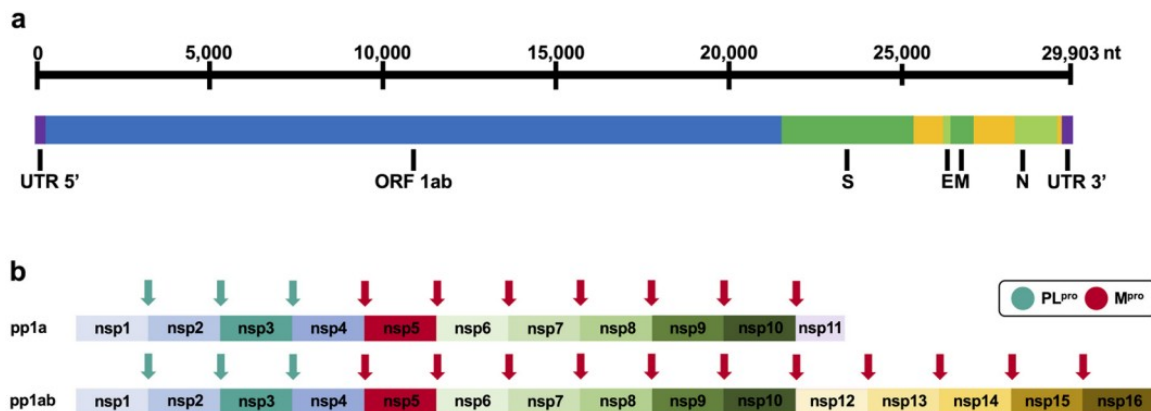 a
0 5,000 10,000 15,000 20,000 25,000 29,903 nt
UTR 5’ ORF 1ab S E M N UTR 3’
b
PLpro Mpro
pp1a nsp1 nsp2 nsp3 nsp4 nsp5 nsp6 nsp7 nsp8 nsp9 nsp10 nsp11
pp1ab nsp1 nsp2 nsp3 nsp4 nsp5 nsp6 nsp7 nsp8 nsp9 nsp10 nsp12 nsp13 nsp14 nsp15 nsp16